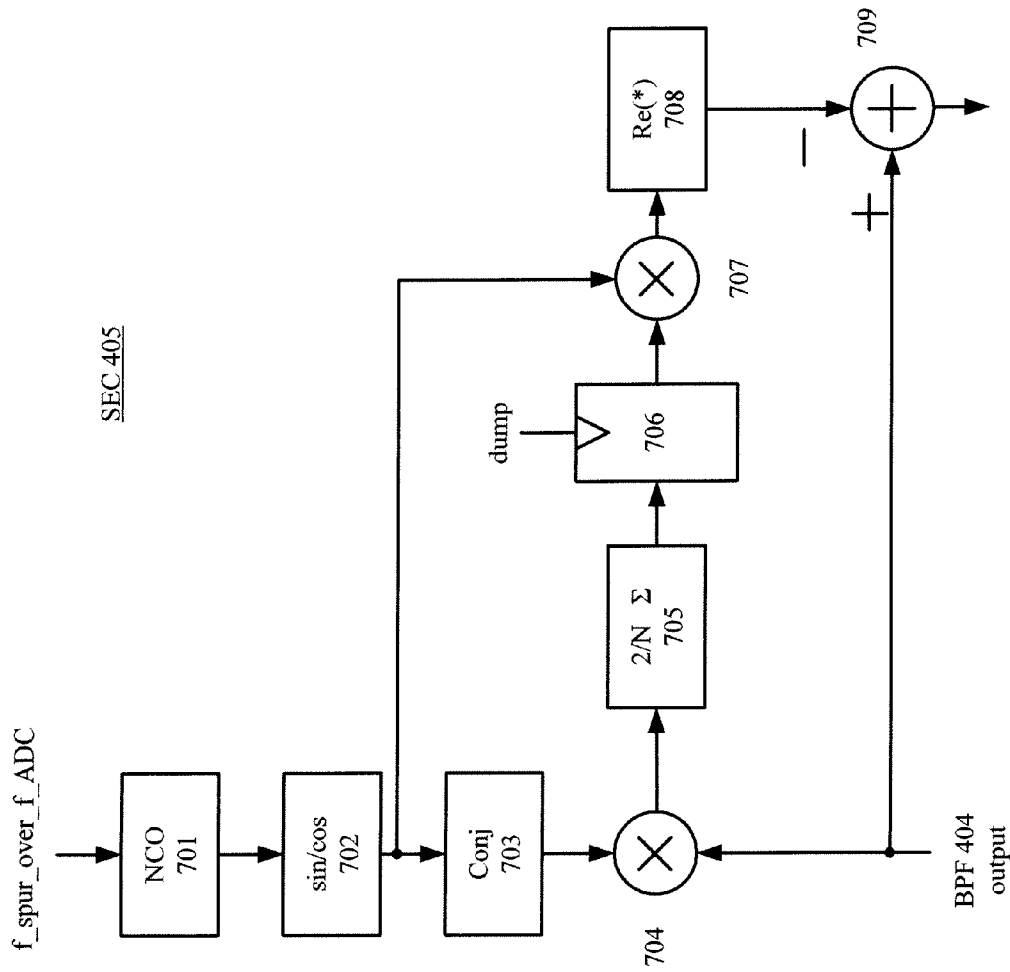 SEC 405
f_spur_over_f_ADC
NCO
701
sin/cos
702
Conj
703
704
BPF 404
output
2/N Σ
705
dump
706
707
Re(*)
708
−
+
709